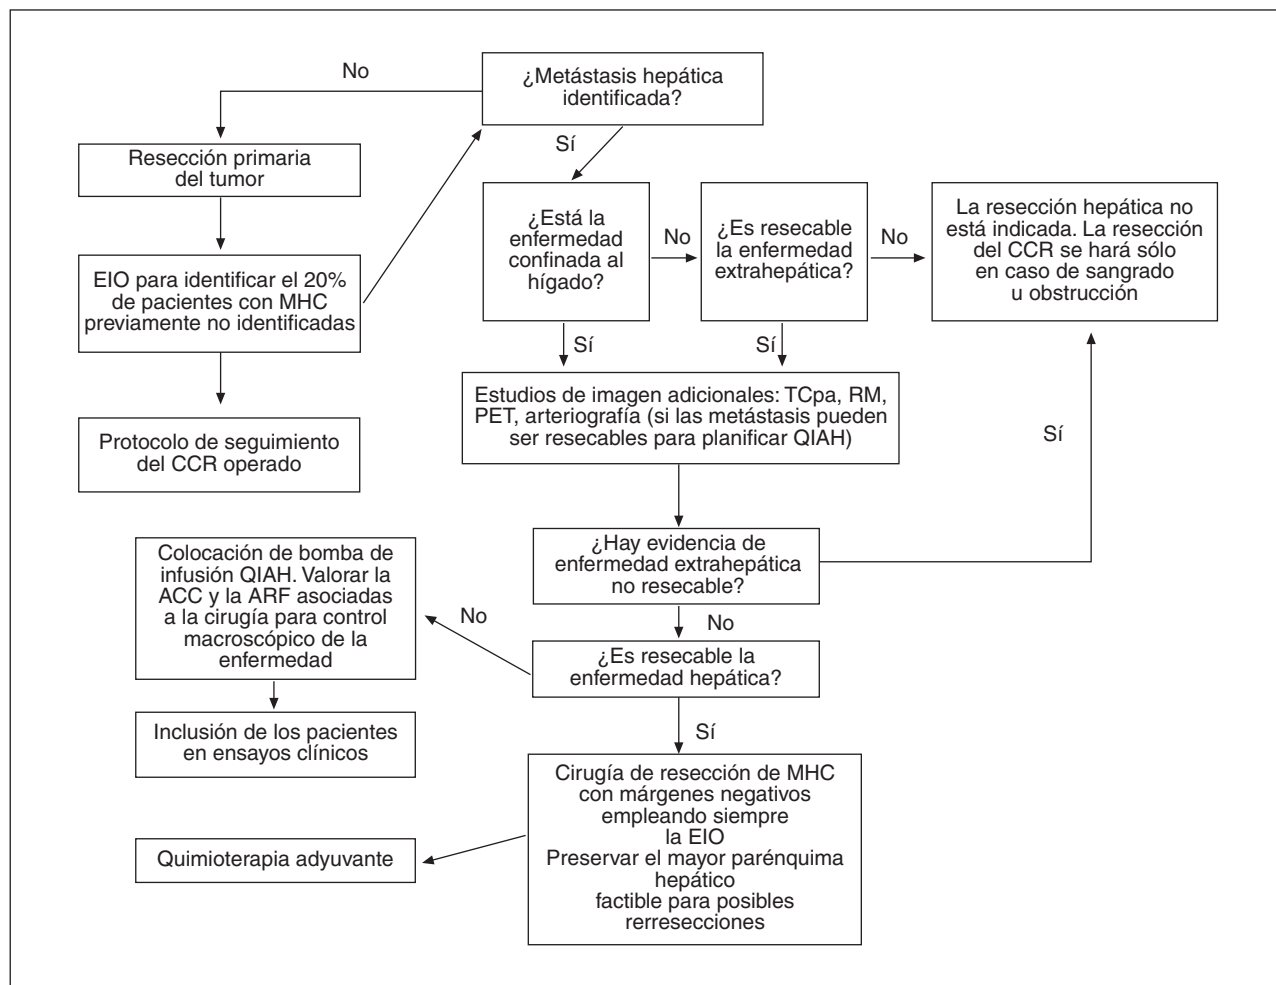 No
¿Metástasis hepática
identificada?
Sí
Resección primaria
del tumor
EIO para identificar el 20%
de pacientes con MHC
previamente no identificadas
Protocolo de seguimiento
del CCR operado
¿Está la
enfermedad
confinada al
hígado?
No
¿Es resecable
la enfermedad
extrahepática?
No
La resección hepática no
está indicada. La resección
del CCR se hará sólo
en caso de sangrado
u obstrucción
Sí
Sí
Estudios de imagen adicionales: TCpa, RM,
PET, arteriografía (si las metástasis pueden
ser resecables para planificar QIAH)
Sí
¿Hay evidencia de
enfermedad extrahepática
no resecable?
No
¿Es resecable la
enfermedad hepática?
No
Colocación de bomba de
infusión QIAH. Valorar la
ACC y la ARF asociadas
a la cirugía para control
macroscópico de la
enfermedad
Inclusión de los pacientes
en ensayos clínicos
Sí
Cirugía de resección de MHC
con márgenes negativos
empleando siempre
la EIO
Preservar el mayor parénquima
hepático
factible para posibles
rerresecciones
Quimioterapia adyuvante